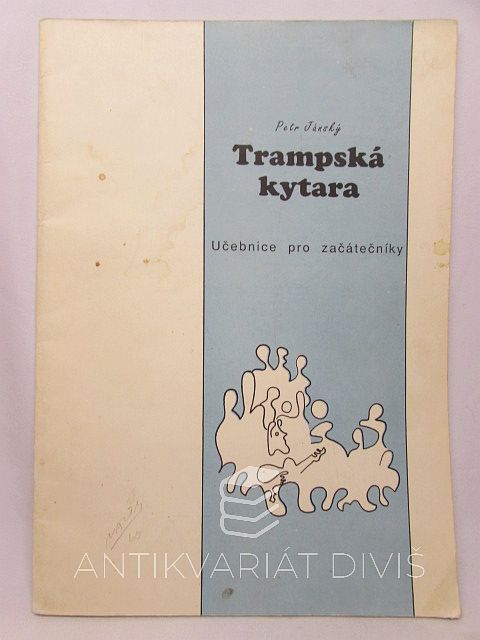 Petr Jánský
Trampská
kytara
Učebnice pro začátečníky
ANTIKVARIÁT DIVIŠ